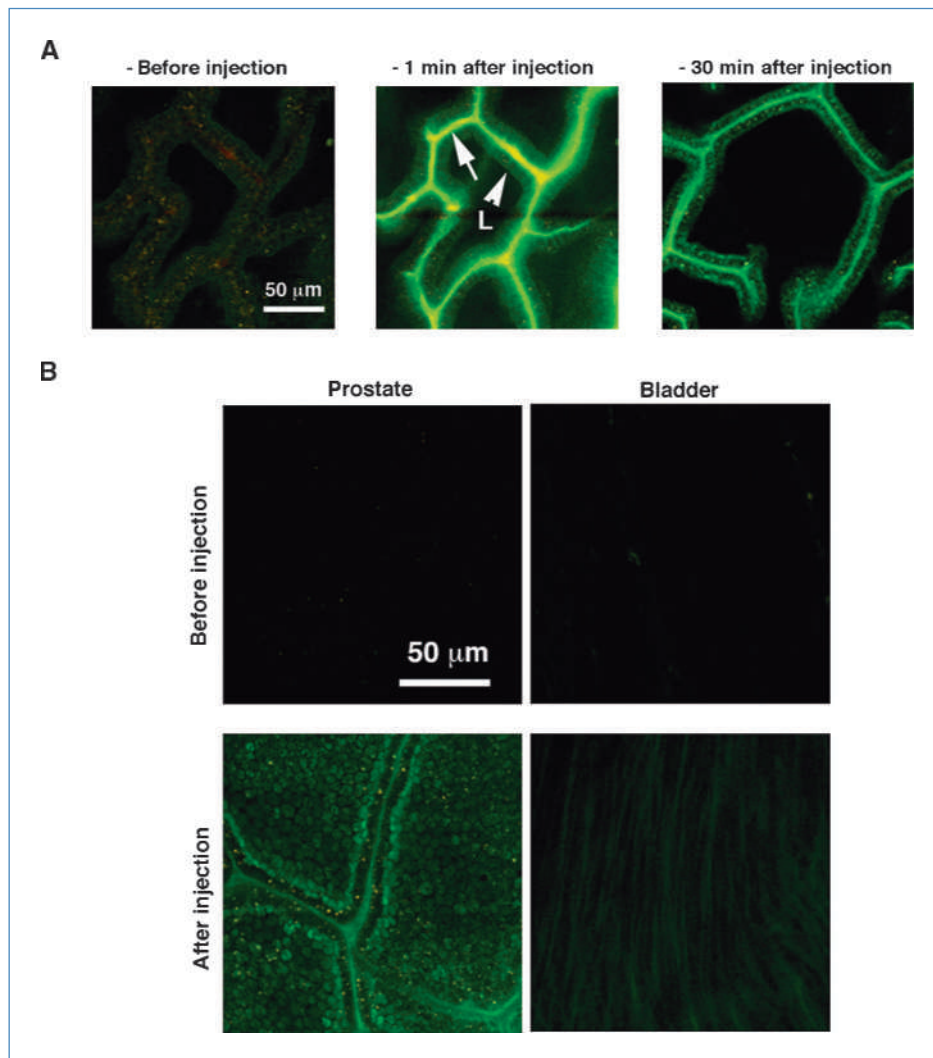 A
- Before injection
- 1 min after injection
- 30 min after injection
L
50 μm
B
Prostate
Bladder
Before injection
50 μm
After injection